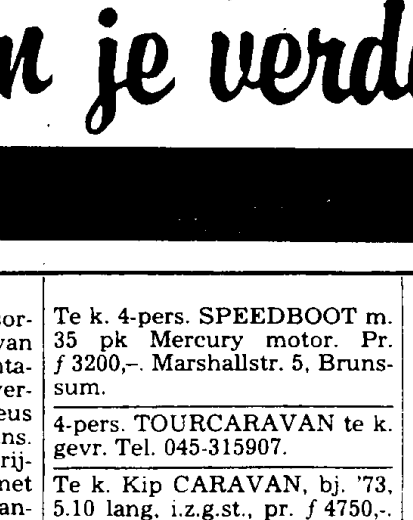 je
Te k. 4-pers. SPEEDBOOT m.
35 pk Mercury motor. Pr.
ƒ 3200,–. Marshallstr. 5, Bruns-
sum.
4-pers. TOURCARAVAN te k.
gevr. Tel. 045-315907.
Te k. Kip CARAVAN, bj. '73,
5.10 lang, i.z.g.st., pr. ƒ 4750,-.